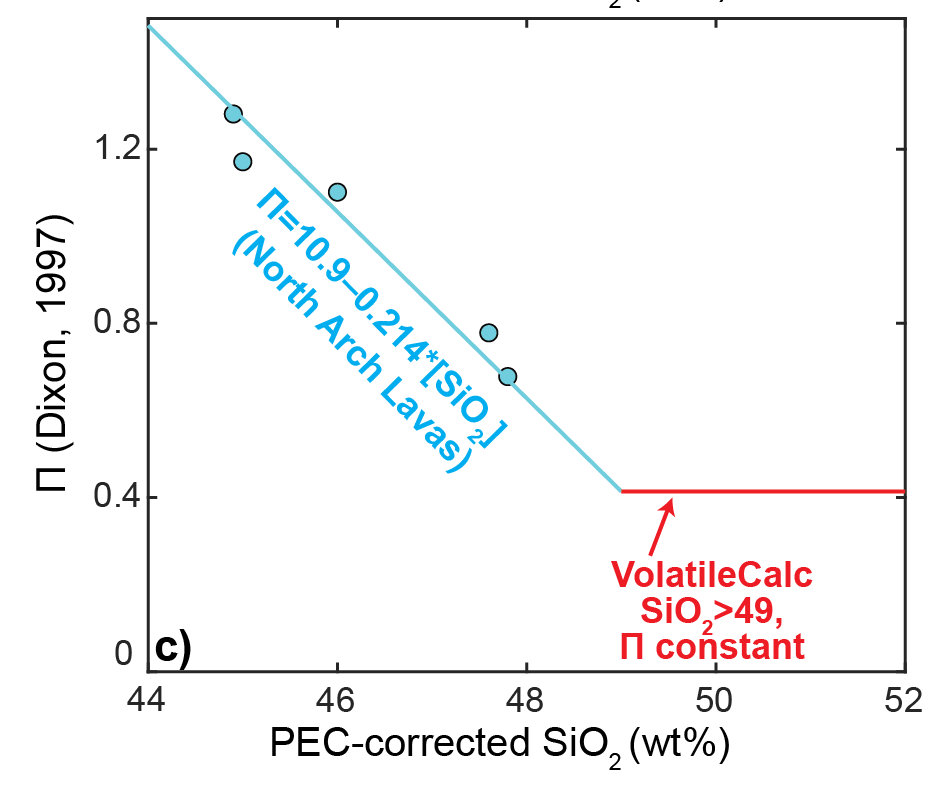 1.2
0.8
0.4
0
Π (Dixon, 1997)
Π=10.9–0.214*[SiO₂]
(North Arch Lavas)
VolatileCalc
SiO₂>49,
Π constant
c)
44 46 48 50 52
PEC-corrected SiO₂ (wt%)